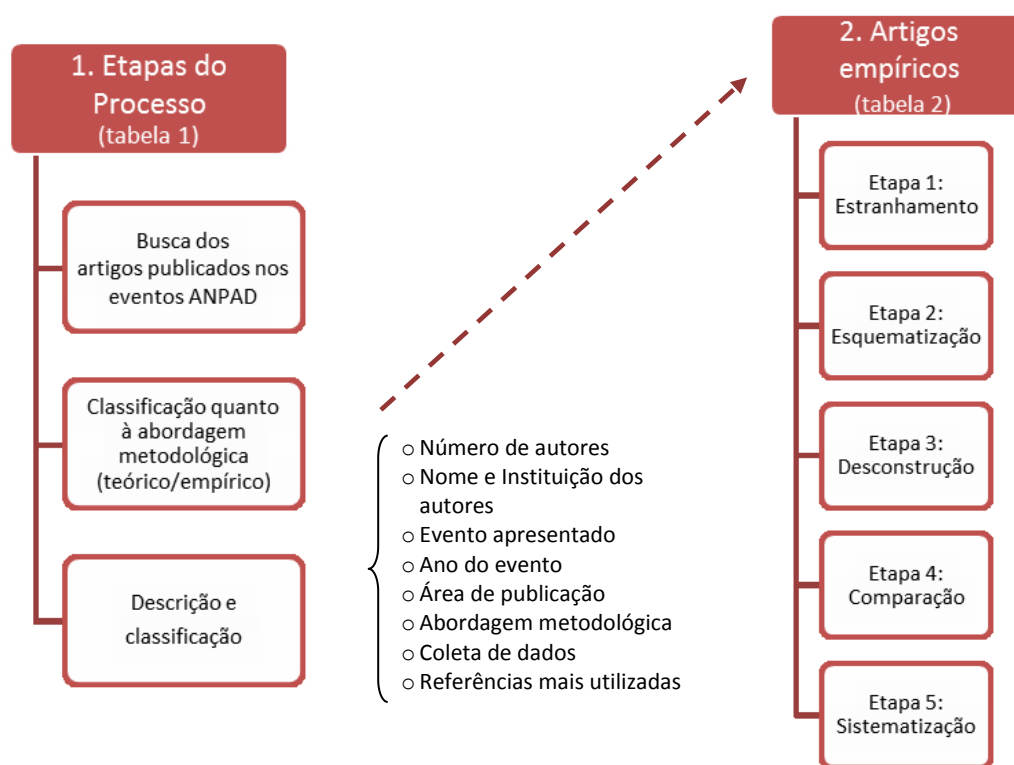 1. Etapas do
Processo
(tabela 1)
Busca dos
artigos publicados nos
eventos ANPAD
Classificação quanto
à abordagem
metodológica
(teórico/empírico)
Descrição e
classificação
○ Número de autores
○ Nome e Instituição dos
autores
○ Evento apresentado
○ Ano do evento
○ Área de publicação
○ Abordagem metodológica
○ Coleta de dados
○ Referências mais utilizadas
2. Artigos
empíricos
(tabela 2)
Etapa 1:
Estranhamento
Etapa 2:
Esquematização
Etapa 3:
Desconstrução
Etapa 4:
Comparação
Etapa 5:
Sistematização